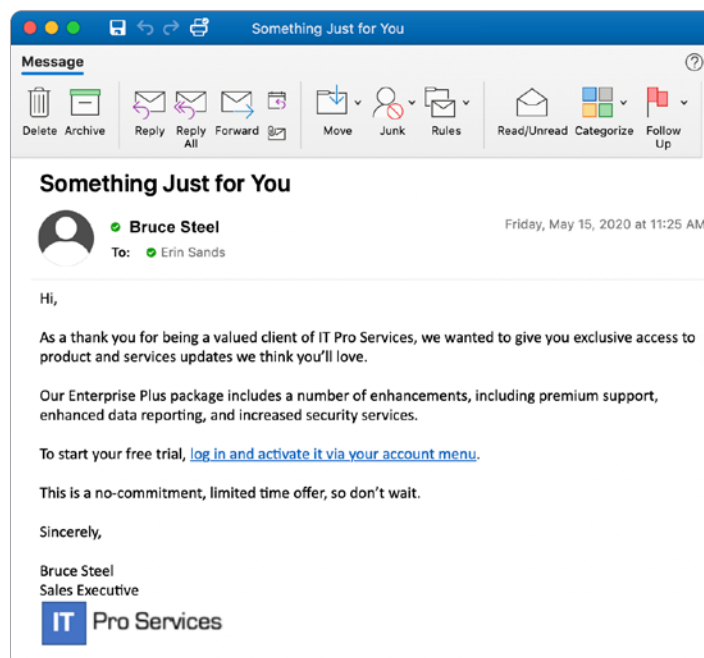 Something Just for You
Message
?
Delete Archive Reply Reply All Forward Move Junk Rules Read/Unread Categorize Follow Up
Something Just for You
Bruce Steel
Friday, May 15, 2020 at 11:25 AM
To: Erin Sands
Hi,
As a thank you for being a valued client of IT Pro Services, we wanted to give you exclusive access to
product and services updates we think you'll love.
Our Enterprise Plus package includes a number of enhancements, including premium support,
enhanced data reporting, and increased security services.
To start your free trial, log in and activate it via your account menu.
This is a no-commitment, limited time offer, so don't wait.
Sincerely,
Bruce Steel
Sales Executive
IT Pro Services